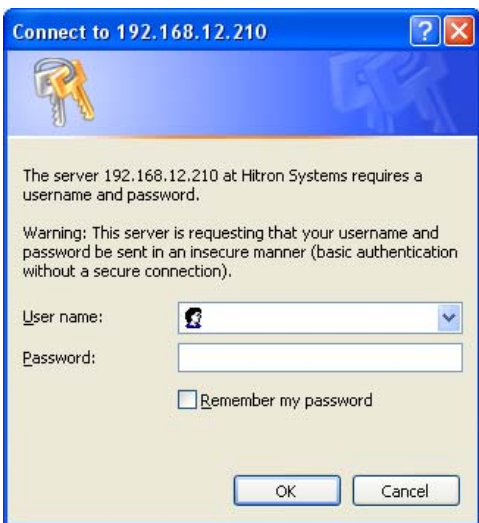 Connect to 192.168.12.210
The server 192.168.12.210 at Hitron Systems requires a
username and password.
Warning: This server is requesting that your username and
password be sent in an insecure manner (basic authentication
without a secure connection).
User name:
Password:
Remember my password
OK
Cancel